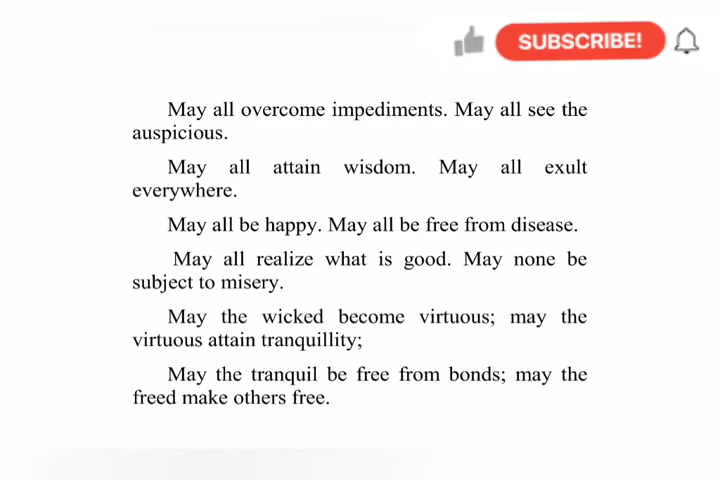 SUBSCRIBE!
May all overcome impediments. May all see the
auspicious.
May all attain wisdom. May all exult
everywhere.
May all be happy. May all be free from disease.
May all realize what is good. May none be
subject to misery.
May the wicked become virtuous; may the
virtuous attain tranquillity;
May the tranquil be free from bonds; may the
freed make others free.